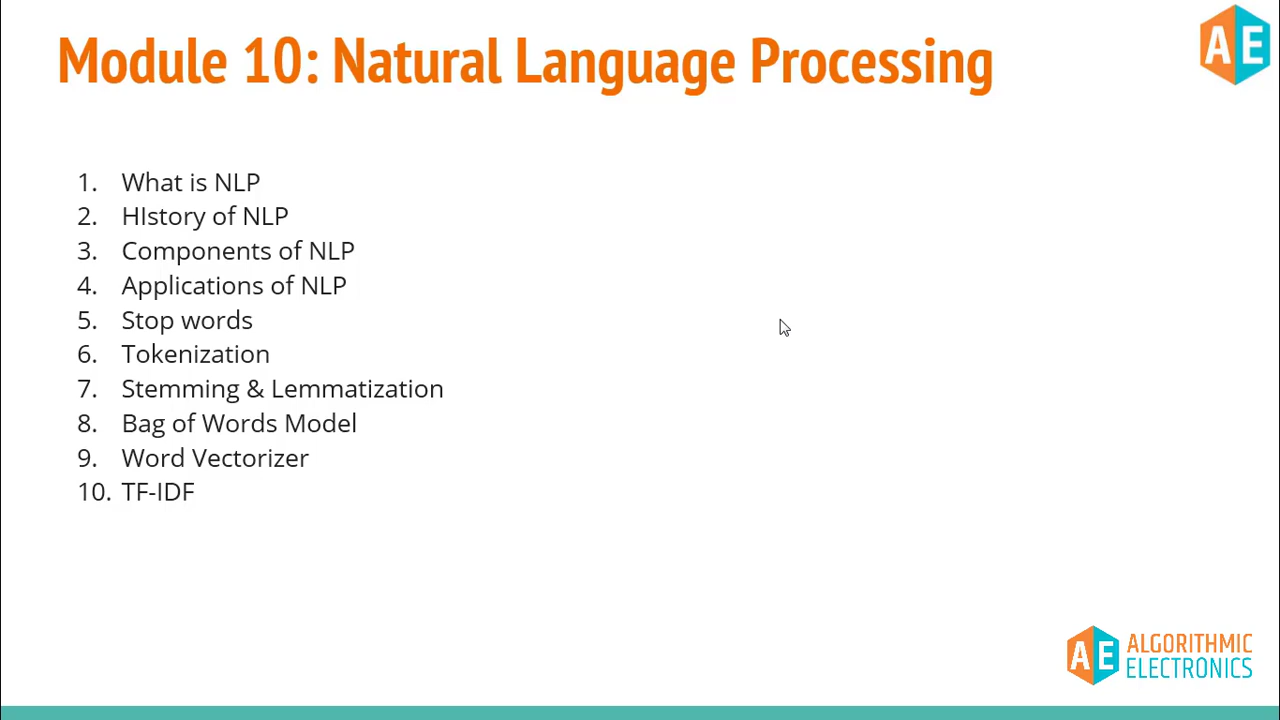 Module 10: Natural Language Processing
AE
1. What is NLP
2. HIstory of NLP
3. Components of NLP
4. Applications of NLP
5. Stop words
6. Tokenization
7. Stemming & Lemmatization
8. Bag of Words Model
9. Word Vectorizer
10. TF-IDF
AE ALGORITHMIC
ELECTRONICS